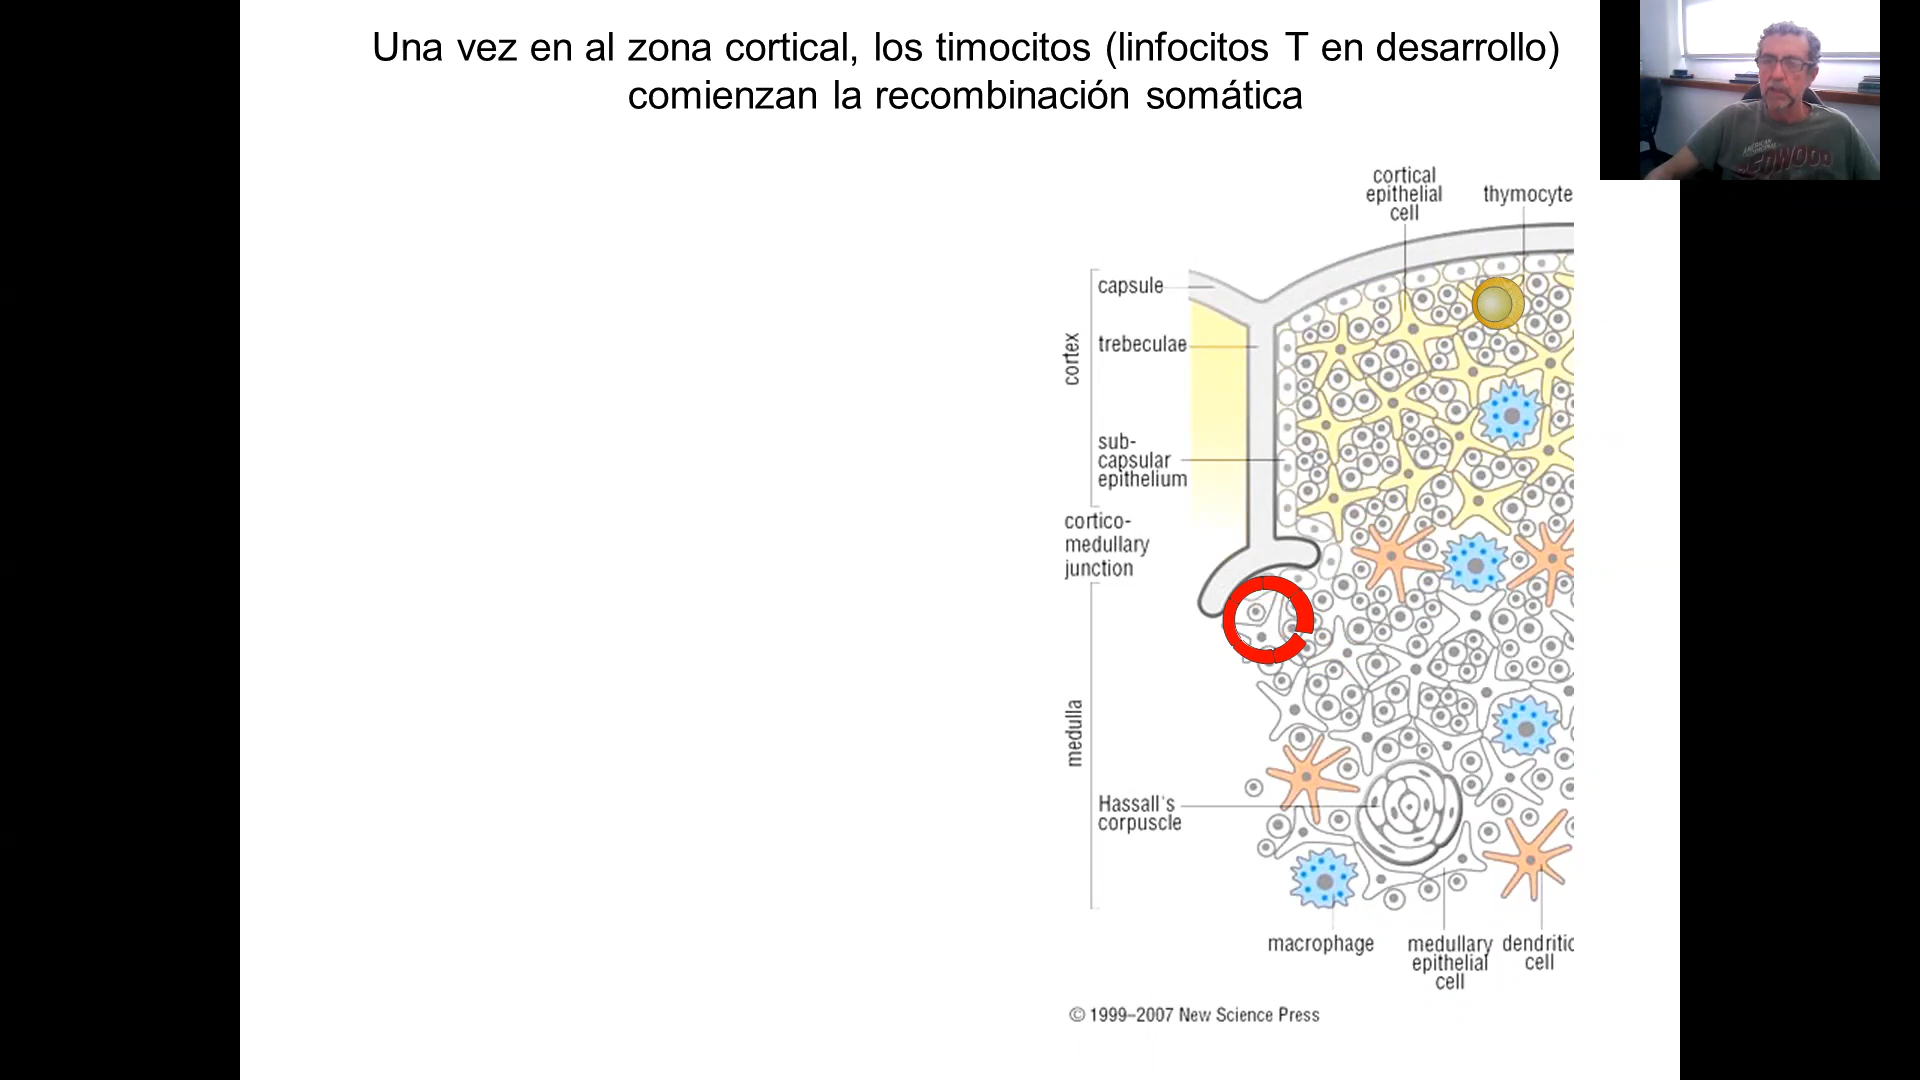 Una vez en al zona cortical, los timocitos (linfocitos T en desarrollo)
comienzan la recombinación somática
cortical
epithelial
cell
thymocyte
capsule
trebeculae
cortex
sub-
capsular
epithelium
cortico-
medullary
junction
medulla
Hassall's
corpuscle
macrophage
medullary
epithelial
cell
dendritic
cell
© 1999–2007 New Science Press
AMERICAN
REDWOOD